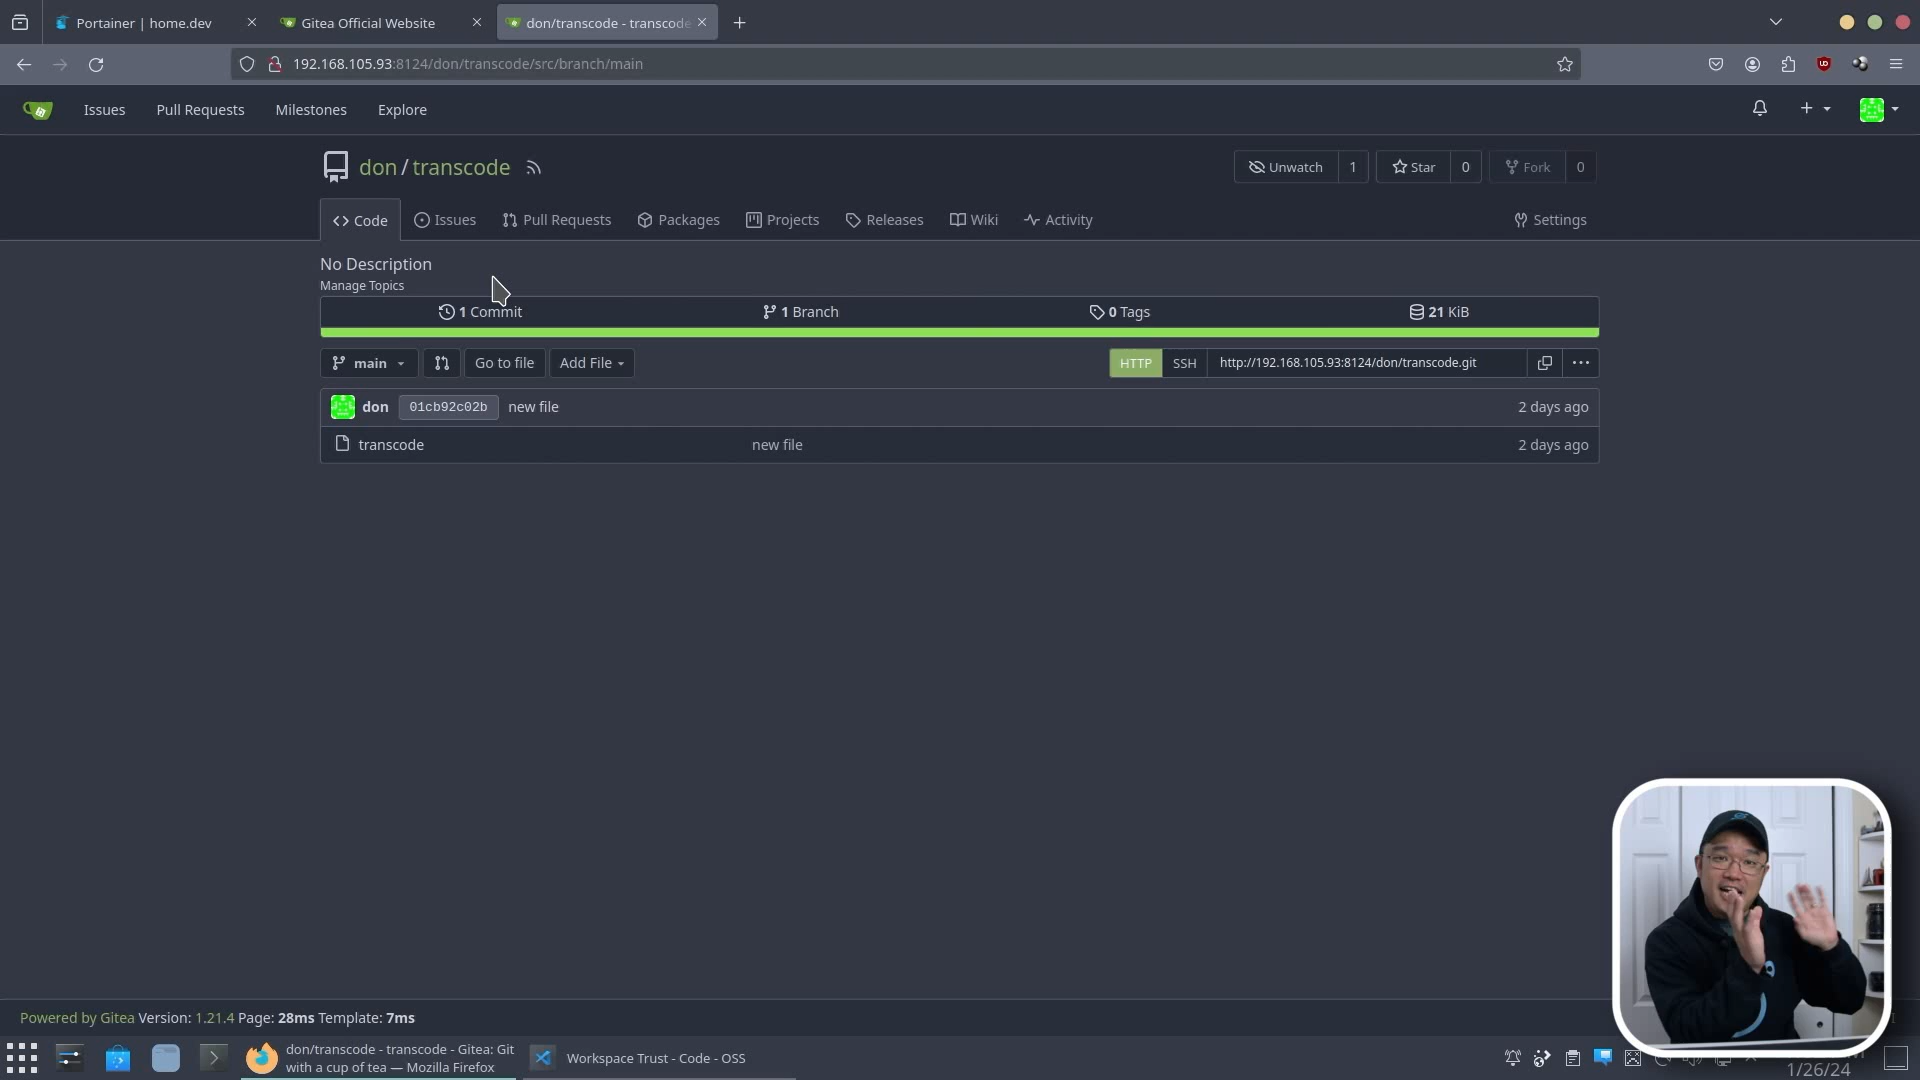 Portainer | home.dev
Gitea Official Website
don/transcode - transcode
192.168.105.93:8124/don/transcode/src/branch/main
Issues
Pull Requests
Milestones
Explore
don/transcode
Unwatch
1
Star
0
Fork
0
Code
Issues
Pull Requests
Packages
Projects
Releases
Wiki
Activity
Settings
No Description
Manage Topics
1 Commit
1 Branch
0 Tags
21 KiB
main
Go to file
Add File
HTTP
SSH
http://192.168.105.93:8124/don/transcode.git
don
01cb92c02b
new file
2 days ago
transcode
new file
2 days ago
Powered by Gitea Version: 1.21.4 Page: 28ms Template: 7ms
don/transcode - transcode - Gitea: Git
with a cup of tea — Mozilla Firefox
Workspace Trust - Code - OSS
1/26/24